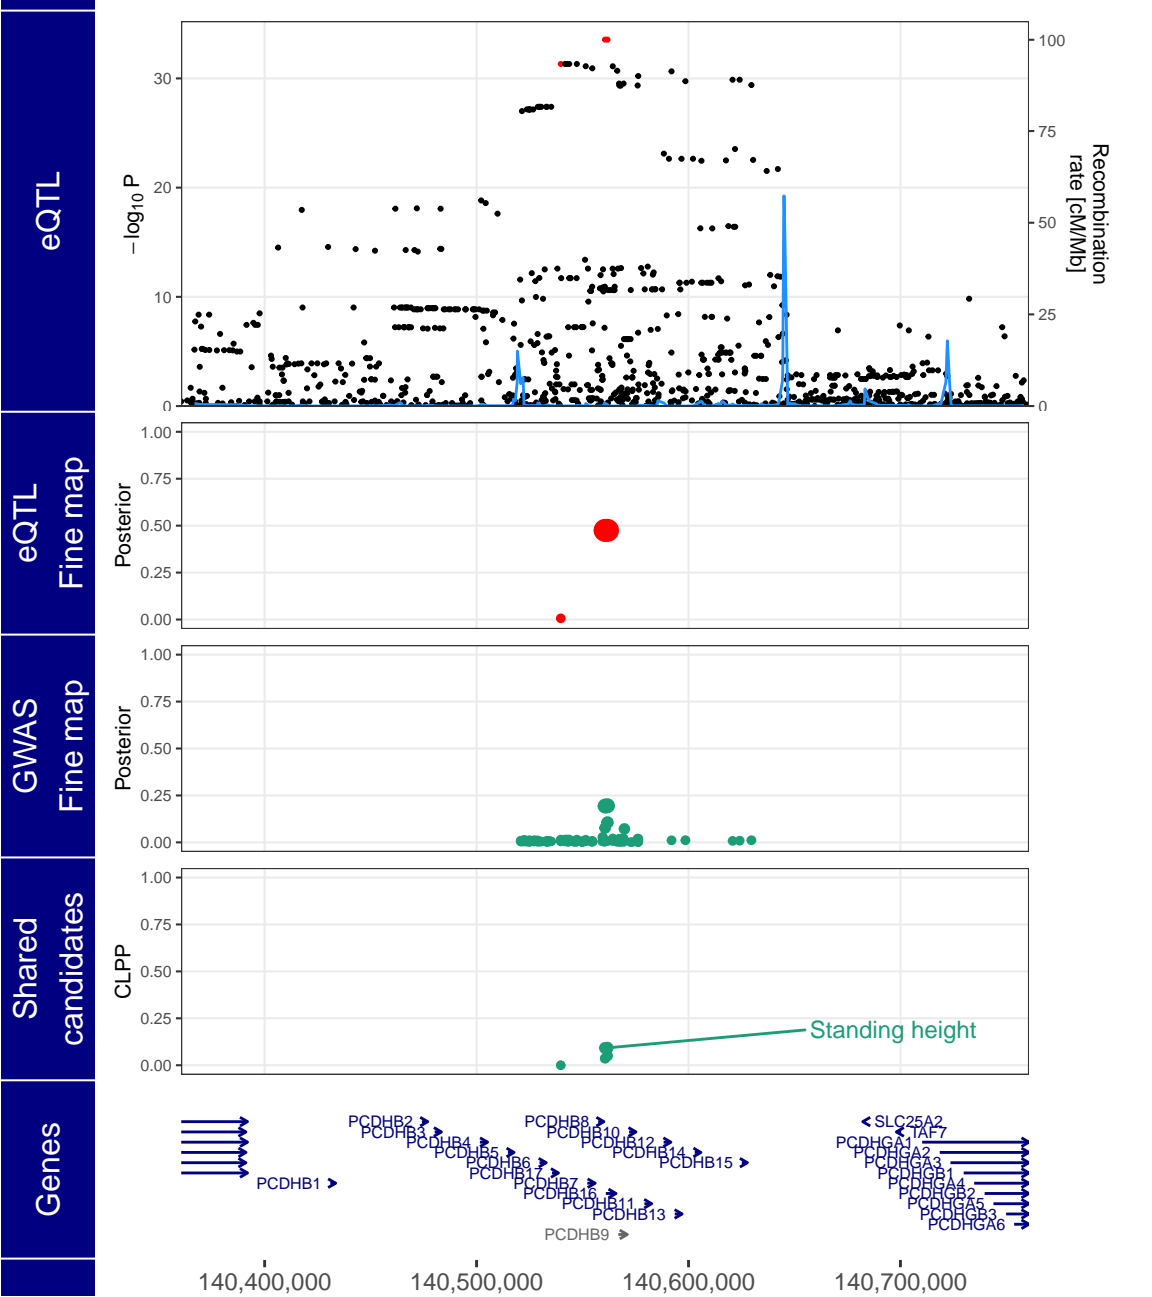 eQTL
−log10 P
30
20
10
0
100
75
50
25
0
Recombination
rate [cM/Mb]
eQTL
Fine map
Posterior
1.00
0.75
0.50
0.25
0.00
GWAS
Fine map
Posterior
1.00
0.75
0.50
0.25
0.00
Shared
candidates
CLPP
1.00
0.75
0.50
0.25
0.00
Standing height
Genes
PCDHB2 PCDHB8 SLC25A2
PCDHB3 PCDHB10 TAF7
PCDHB4 PCDHB12 PCDHGA1
PCDHB5 PCDHB14 PCDHGA2
PCDHB6 PCDHB15 PCDHGA3
PCDHB17 PCDHGB1
PCDHB1 PCDHB7 PCDHGA4
PCDHB16 PCDHGB2
PCDHB11 PCDHGA5
PCDHB13 PCDHGB3
PCDHGA6
PCDHB9
140,400,000 140,500,000 140,600,000 140,700,000